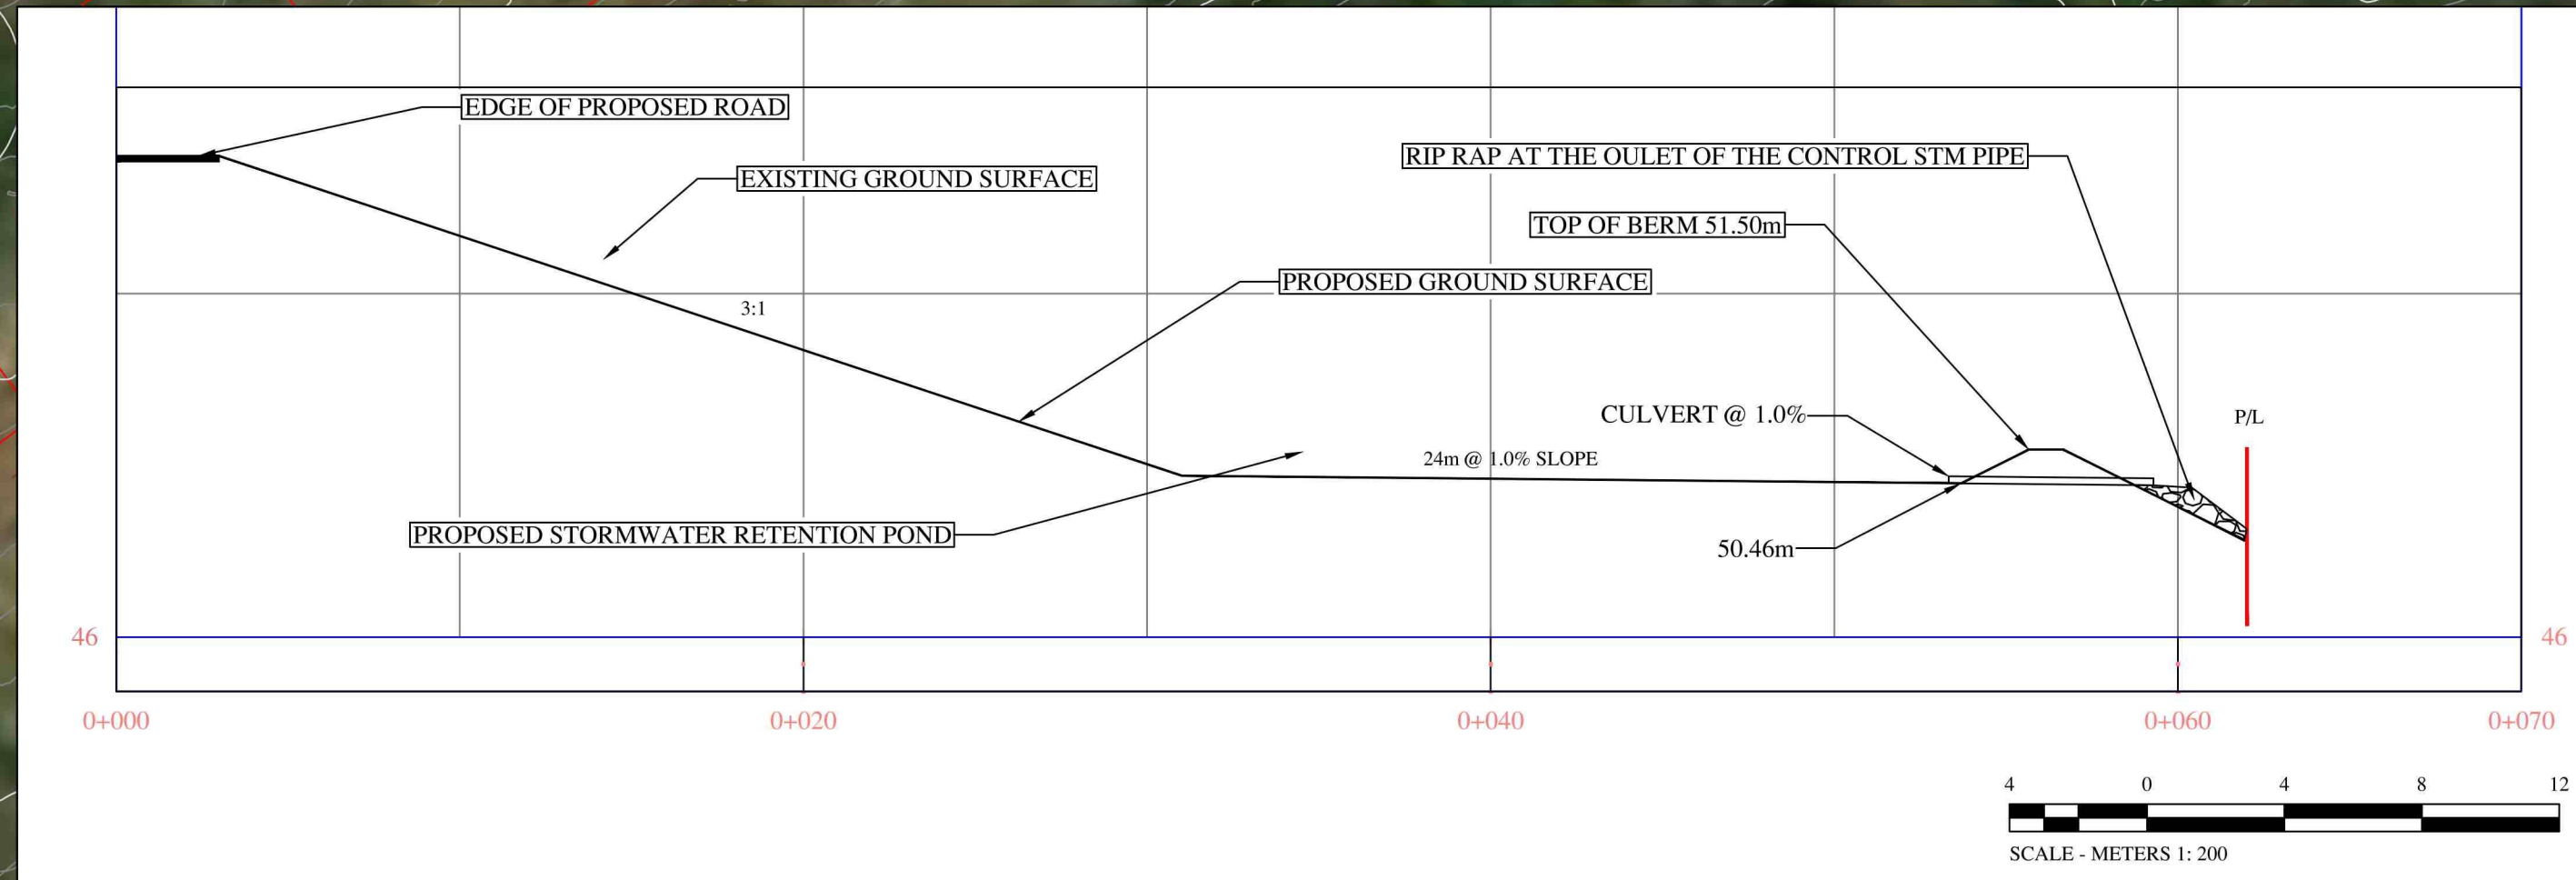 EDGE OF PROPOSED ROAD
RIP RAP AT THE OULET OF THE CONTROL STM PIPE
EXISTING GROUND SURFACE
TOP OF BERM 51.50m
PROPOSED GROUND SURFACE
3:1
CULVERT @ 1.0%
P/L
24m @ 1.0% SLOPE
PROPOSED STORMWATER RETENTION POND
50.46m
46
46
0+000
0+020
0+040
0+060
0+070
4 0 4 8 12
SCALE - METERS 1: 200